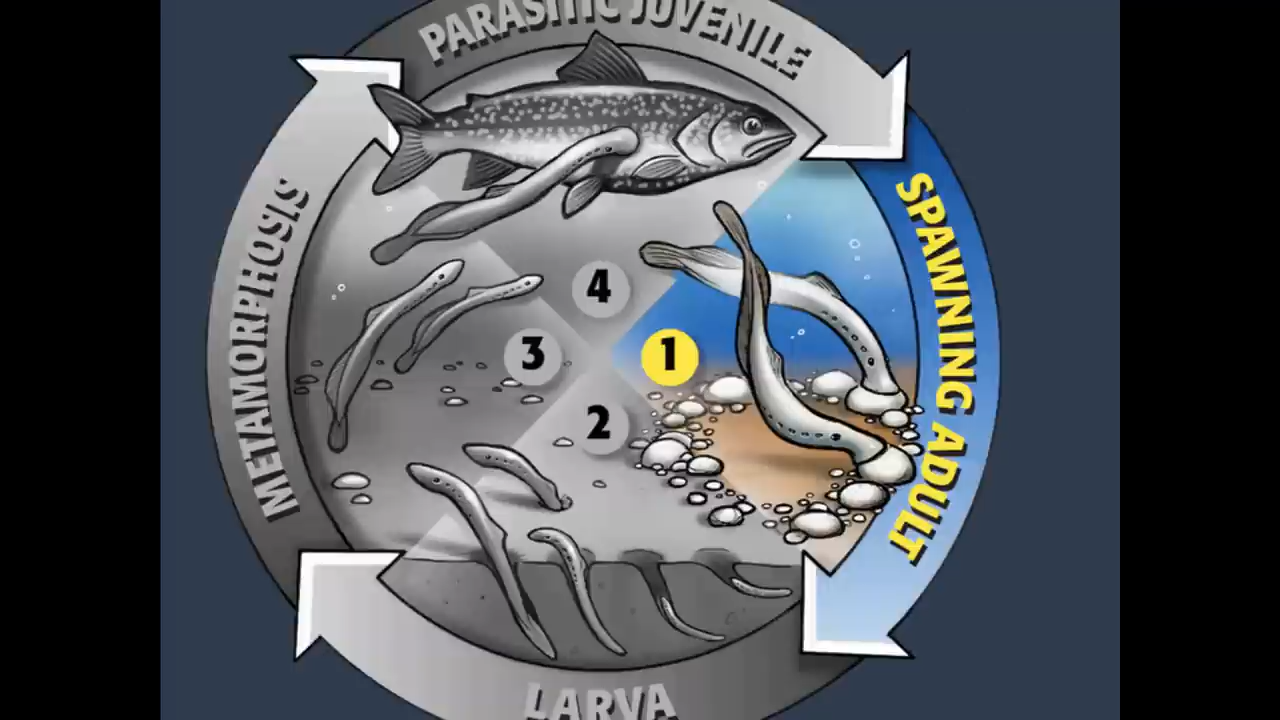 PARASITIC JUVENILE
SPAWNING ADULT
METAMORPHOSIS
4
3
1
2
LARVA